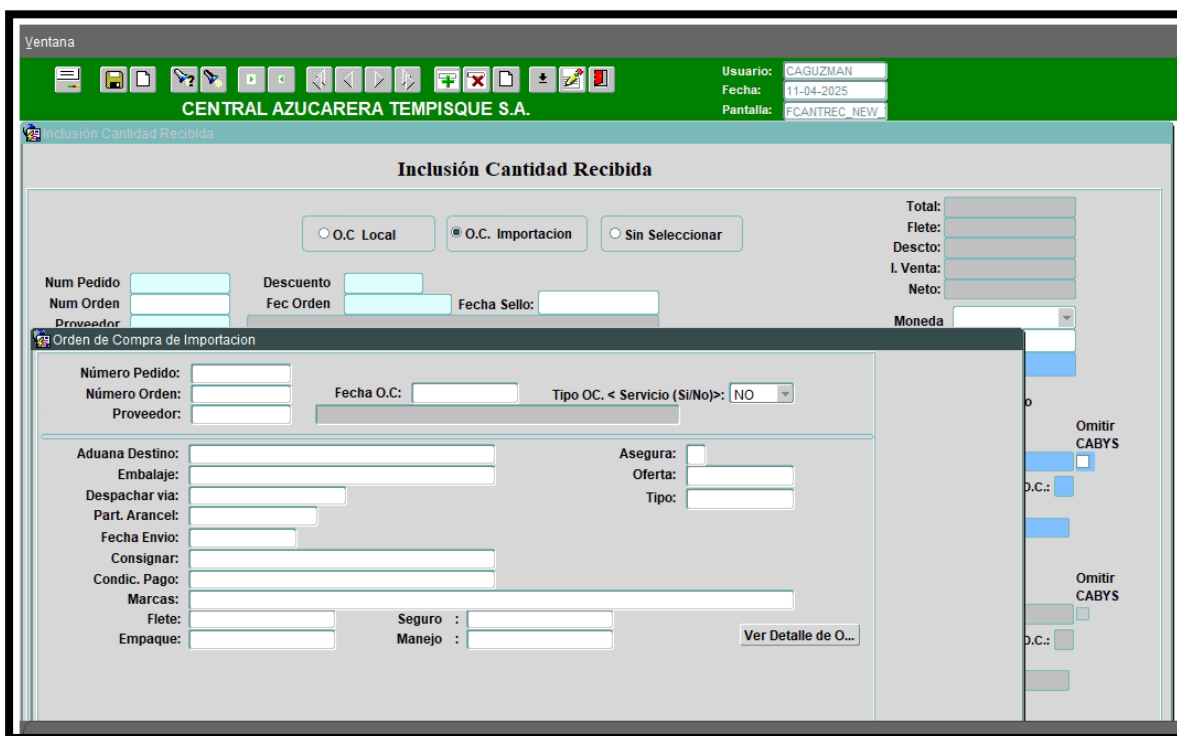 Ventana
Usuario: CAGUZMAN
Fecha: 11-04-2025
CENTRAL AZUCARERA TEMPISQUE S.A.
Pantalla: FCANTREC_NEW_
Inclusión Cantidad Recibida
Inclusión Cantidad Recibida
Total:
O.C Local O.C. Importacion Sin Seleccionar
Flete:
Descto:
I. Venta:
Num Pedido Descuento Neto:
Num Orden Fec Orden Fecha Sello:
Proveedor Moneda
Orden de Compra de Importacion
Número Pedido:
Número Orden: Fecha O.C: Tipo OC. < Servicio (Si/No)>: NO
Proveedor: o
Omitir
CABYS
Aduana Destino: Asegura:
Embalaje: Oferta:
Despachar via: Tipo: O.C.:
Part. Arancel:
Fecha Envio:
Consignar:
Condic. Pago: Omitir
Marcas: CABYS
Flete: Seguro :
Empaque: Manejo : Ver Detalle de O... O.C.: